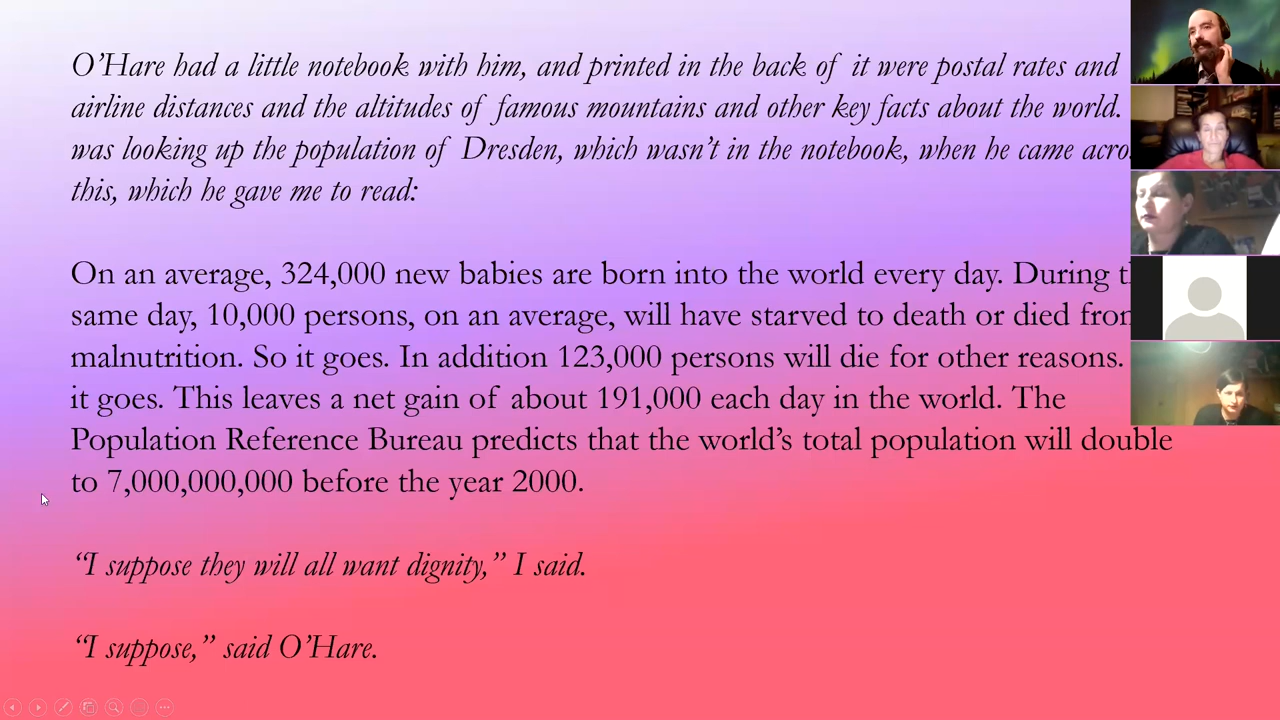 O’Hare had a little notebook with him, and printed in the back of it were postal rates and
airline distances and the altitudes of famous mountains and other key facts about the world.
was looking up the population of Dresden, which wasn’t in the notebook, when he came
this, which he gave me to read:
On an average, 324,000 new babies are born into the world every day. During
same day, 10,000 persons, on an average, will have starved to death or died
malnutrition. So it goes. In addition 123,000 persons will die for other reasons.
it goes. This leaves a net gain of about 191,000 each day in the world. The
Population Reference Bureau predicts that the world’s total population will double
to 7,000,000,000 before the year 2000.
“I suppose they will all want dignity,” I said.
“I suppose,” said O’Hare.